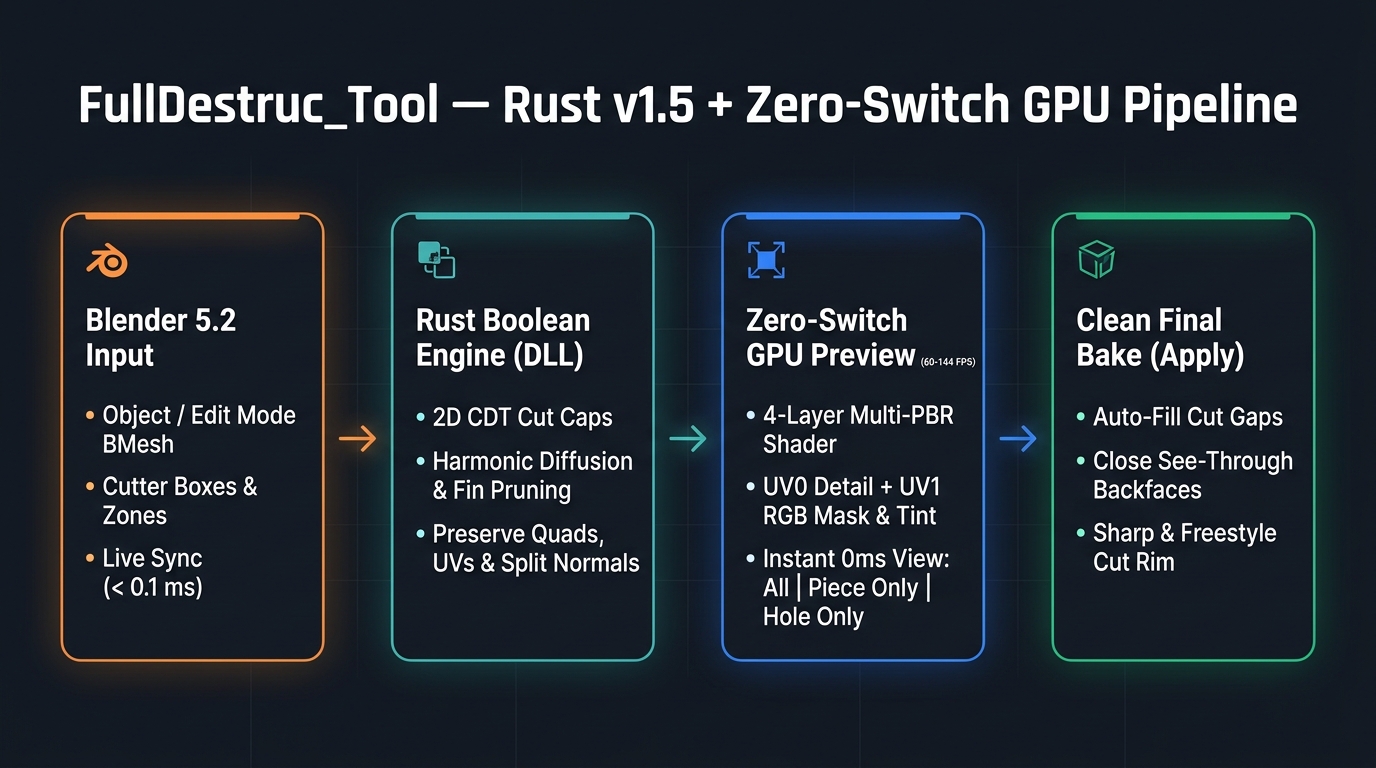 FullDestruc_Tool — Rust v1.5 + Zero-Switch GPU Pipeline
Blender 5.2
Input
• Object / Edit Mode
BMesh
• Cutter Boxes &
Zones
• Live Sync
(< 0.1 ms)
Rust Boolean
Engine (DLL)
• 2D CDT Cut Caps
• Harmonic Diffusion
& Fin Pruning
• Preserve Quads,
UVs & Split Normals
Zero-Switch
GPU Preview (60-144 FPS)
• 4-Layer Multi-PBR
Shader
• UV0 Detail + UV1
RGB Mask & Tint
• Instant 0ms View:
All | Piece Only |
Hole Only
Clean Final
Bake (Apply)
• Auto-Fill Cut Gaps
• Close See-Through
Backfaces
• Sharp & Freestyle
Cut Rim